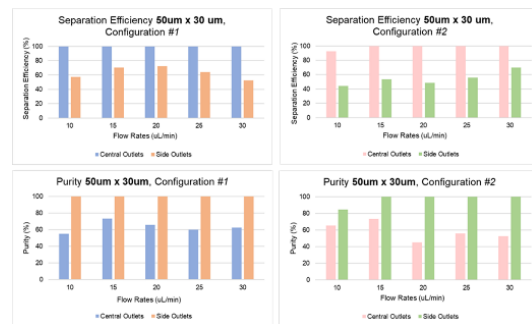 Separation Efficiency 50um x 30 um,
Configuration #1
Separation Efficiency (%)
100
80
60
40
20
0
10 15 20 25 30
Flow Rates (uL/min)
Central Outlets Side Outlets
Separation Efficiency 50um x 30 um,
Configuration #2
Separation Efficiency (%)
100
80
60
40
20
0
10 15 20 25 30
Flow Rates (uL/min)
Central Outlets Side Outlets
Purity 50um x 30um, Configuration #1
Purity (%)
100
80
60
40
20
0
10 15 20 25 30
Flow Rates (uL/min)
Central Outlets Side Outlets
Purity 50um x 30um, Configuration #2
Purity (%)
100
80
60
40
20
0
10 15 20 25 30
Flow Rates (uL/min)
Central Outlets Side Outlets